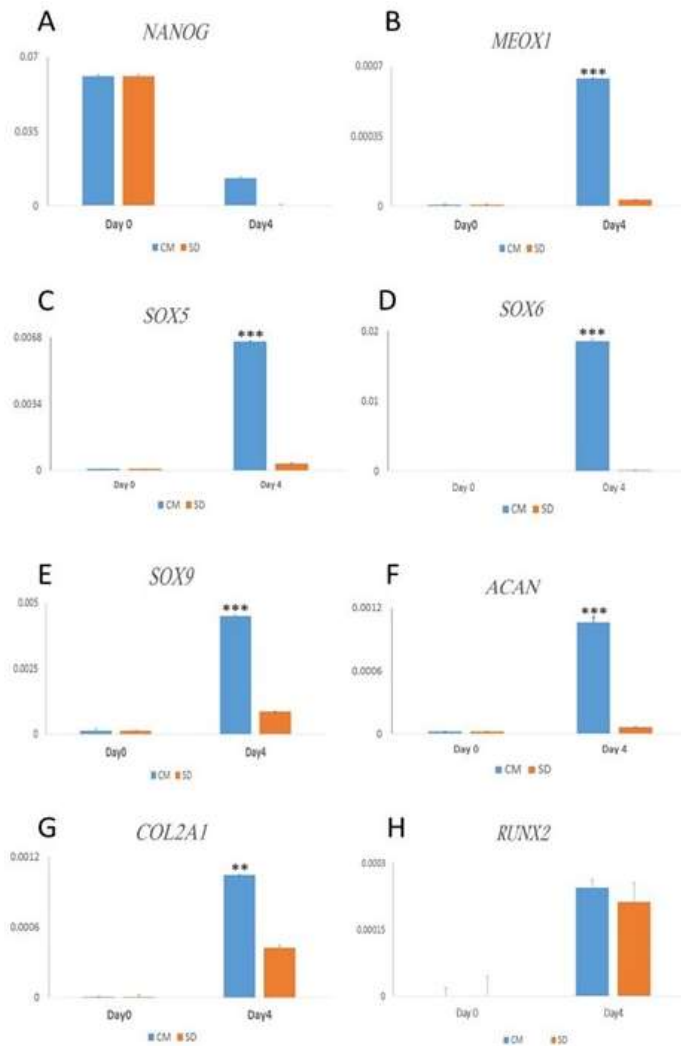 A
NANOG
0.07
0.035
0
Day 0
Day4
CM SD
B
MEOX1
0.0007
***
0.00035
0
Day0
Day4
CM SD
C
SOX5
0.0068
***
0.0034
0
Day 0
Day 4
CM SD
D
SOX6
0.02
***
0.01
0
Day 0
Day 4
CM SD
E
SOX9
0.005
***
0.0025
0
Day0
Day4
CM SD
F
ACAN
0.0012
***
0.0006
0
Day 0
Day 4
CM SD
G
COL2A1
0.0012
**
0.0006
0
Day0
Day4
CM SD
H
RUNX2
0.0003
0.00015
0
Day 0
Day4
CM SD